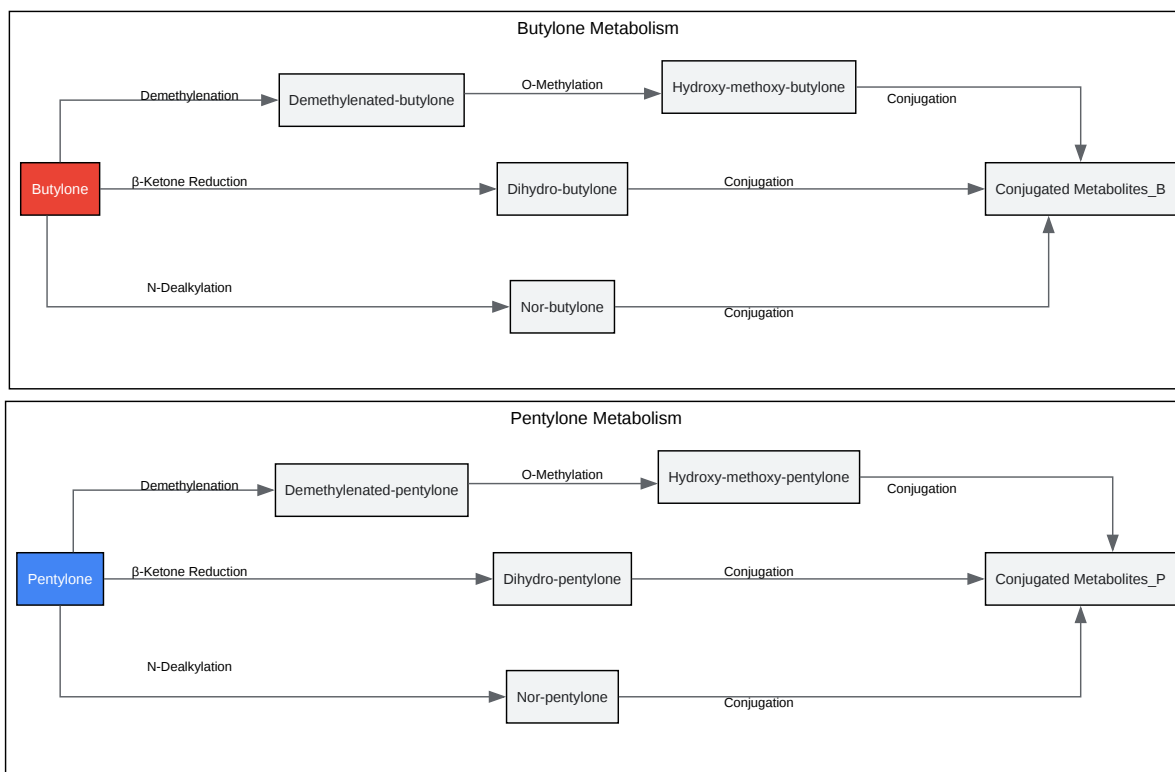 Butylone Metabolism
Demethylenation
Demethylenated-butylone
O-Methylation
Hydroxy-methoxy-butylone
Conjugation
Butylone
β-Ketone Reduction
Dihydro-butylone
Conjugation
Conjugated Metabolites_B
N-Dealkylation
Nor-butylone
Conjugation
Pentylone Metabolism
Demethylenation
Demethylenated-pentylone
O-Methylation
Hydroxy-methoxy-pentylone
Conjugation
Pentylone
β-Ketone Reduction
Dihydro-pentylone
Conjugation
Conjugated Metabolites_P
N-Dealkylation
Nor-pentylone
Conjugation